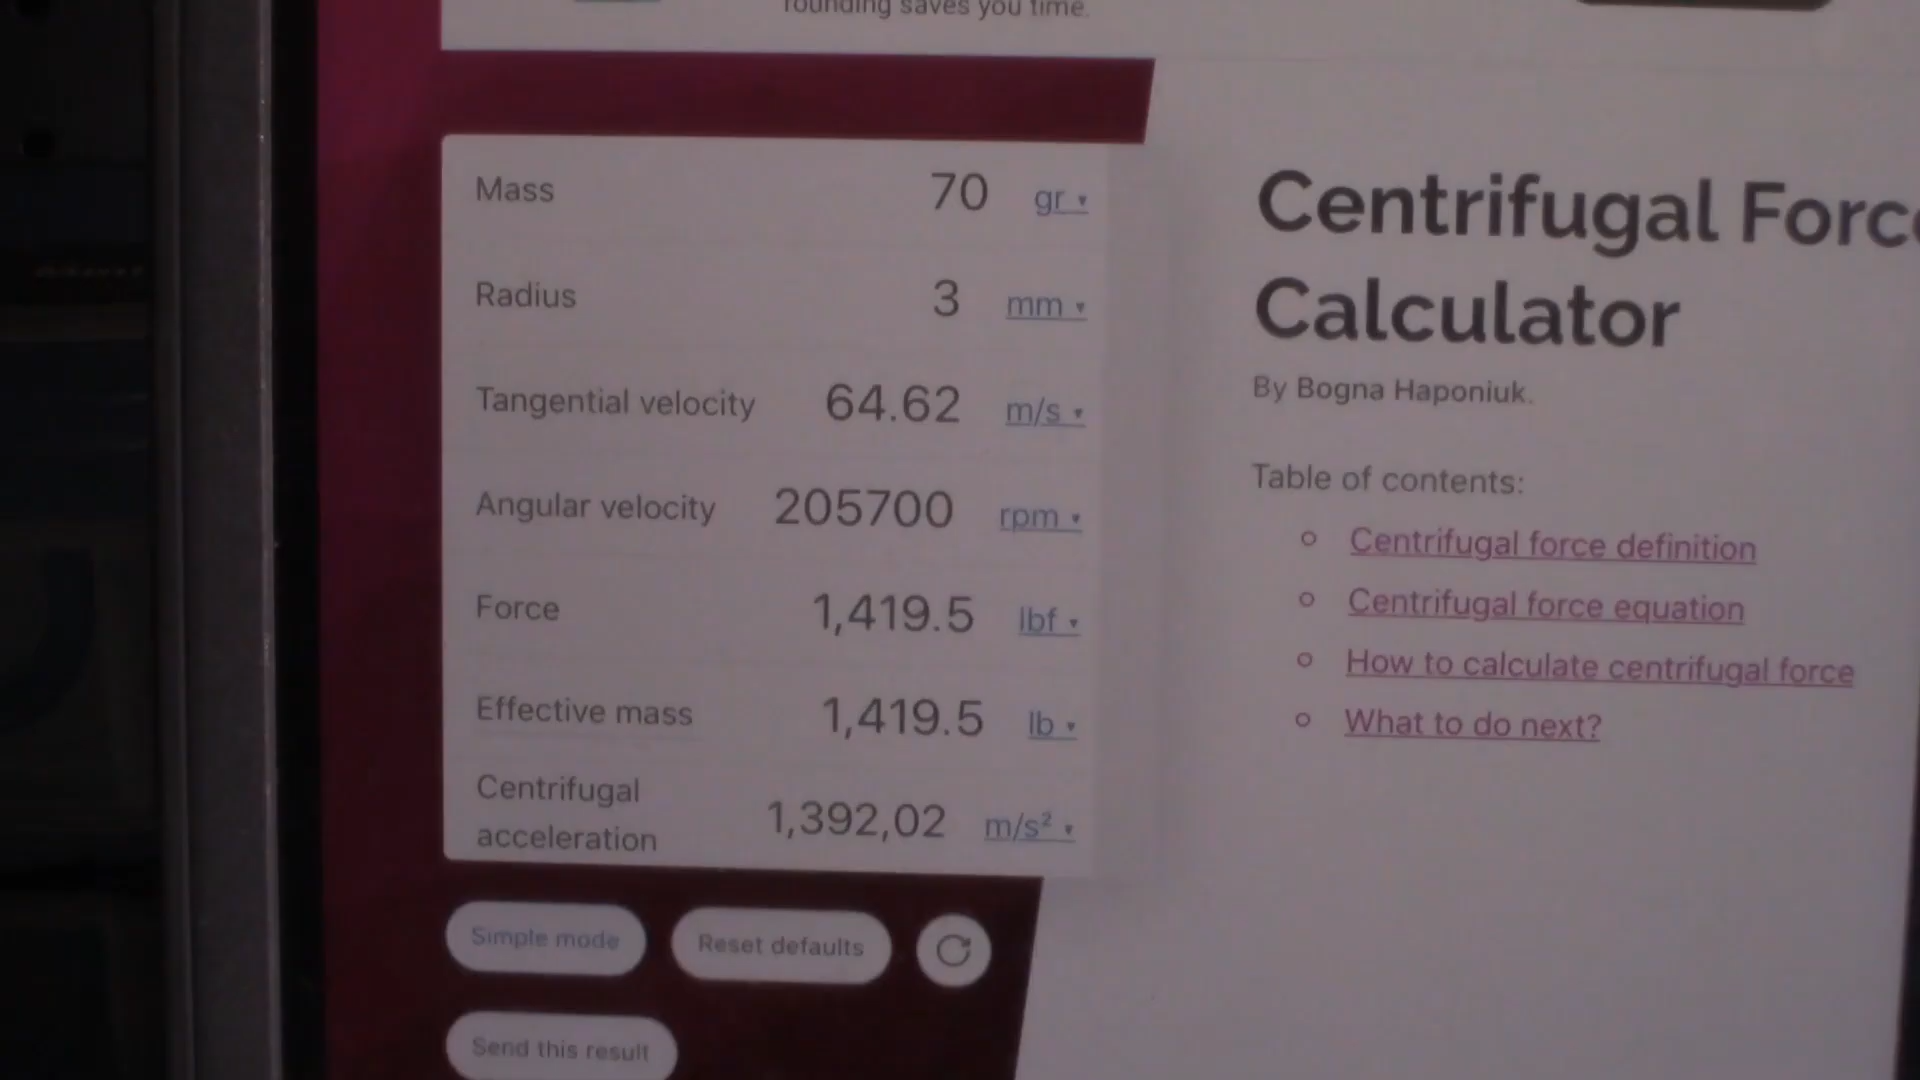 rounding saves you time.
Mass 70 gr
Radius 3 mm
Tangential velocity 64.62 m/s
Angular velocity 205700 rpm
Force 1,419.5 lbf
Effective mass 1,419.5 lb
Centrifugal
acceleration 1,392,02 m/s²
Simple mode Reset defaults
Send this result
Centrifugal Force
Calculator
By Bogna Haponiuk.
Table of contents:
Centrifugal force definition
Centrifugal force equation
How to calculate centrifugal force
What to do next?